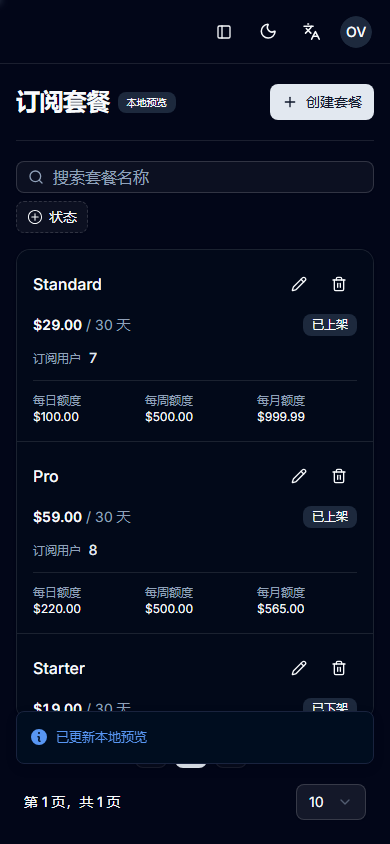 OV
订阅套餐 本地预览 创建套餐
搜索套餐名称
状态
Standard
$29.00 / 30 天 已上架
订阅用户 7
每日额度 每周额度 每月额度
$100.00 $500.00 $999.99
Pro
$59.00 / 30 天 已上架
订阅用户 8
每日额度 每周额度 每月额度
$220.00 $500.00 $565.00
Starter
$19.00 / 30 天 已下架
已更新本地预览
第 1 页，共 1 页 10